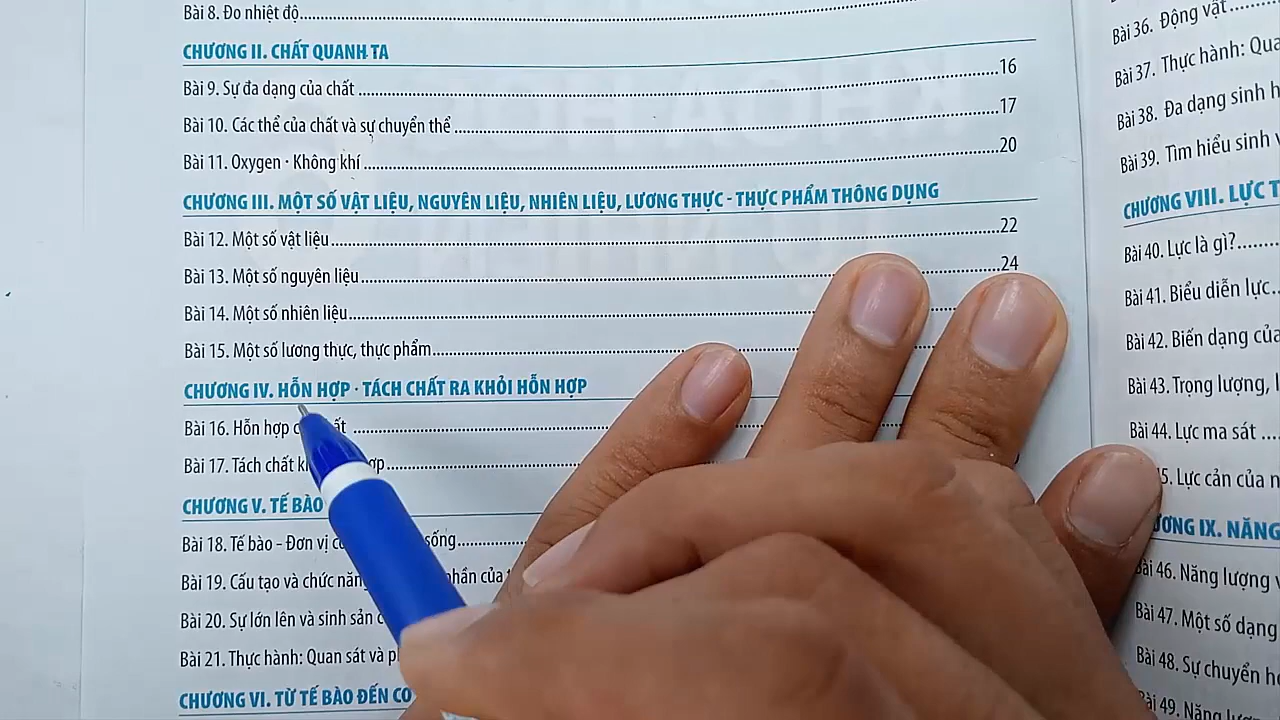 Bài 8. Đo nhiệt độ
CHƯƠNG II. CHẤT QUANH TA
Bài 9. Sự đa dạng của chất ... 16
Bài 10. Các thể của chất và sự chuyển thể ... 17
Bài 11. Oxygen · Không khí ... 20
CHƯƠNG III. MỘT SỐ VẬT LIỆU, NGUYÊN LIỆU, NHIÊN LIỆU, LƯƠNG THỰC - THỰC PHẨM THÔNG DỤNG
Bài 12. Một số vật liệu ... 22
Bài 13. Một số nguyên liệu ... 24
Bài 14. Một số nhiên liệu
Bài 15. Một số lương thực, thực phẩm
CHƯƠNG IV. HỖN HỢP · TÁCH CHẤT RA KHỎI HỖN HỢP
Bài 16. Hỗn hợp
Bài 17. Tách chất
CHƯƠNG V. TẾ BÀO
Bài 18. Tế bào – Đơn vị sống
Bài 19. Cấu tạo và chức của
Bài 20. Sự lớn lên và sinh sản
Bài 21. Thực hành: Quan sát và
CHƯƠNG VI. TỪ TẾ BÀO ĐẾN CƠ
Bài 36. Động vật
Bài 37. Thực hành:
Bài 38. Đa dạng sinh
Bài 39. Tìm hiểu sinh
CHƯƠNG VIII. LỰC
Bài 40. Lực là gì?
Bài 41. Biểu diễn lực
Bài 42. Biến dạng của
Bài 43. Trọng lượng,
Bài 44. Lực ma sát
5. Lực cản của
IX. NĂNG
Bài 46. Năng lượng
Bài 47. Một số dạng
Bài 48. Sự chuyển
Bài 49. Năng